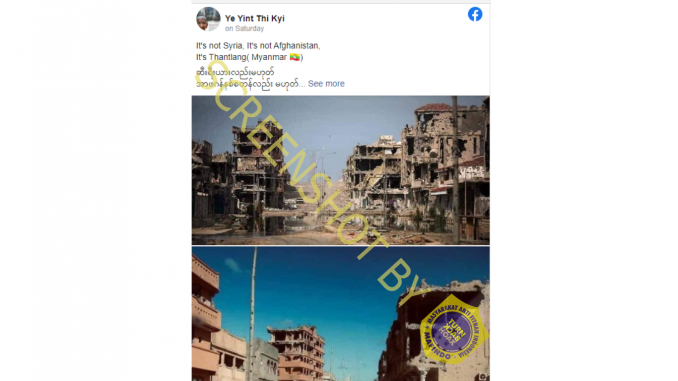 Ye Yint Thi Kyi
on Saturday
It's not Syria, It's not Afghanistan,
It's Thantlang( Myanmar 🇲🇲)
ဆီးရီးယားလည်းမဟုတ်
အာဖဂန်နစ္စတန်လည်း မဟုတ်... See more
SCREENSHOT BY
MASYARAKAT ANTI FITNAH INDONESIA
TURN
BACK
HOAX
MAFINDO